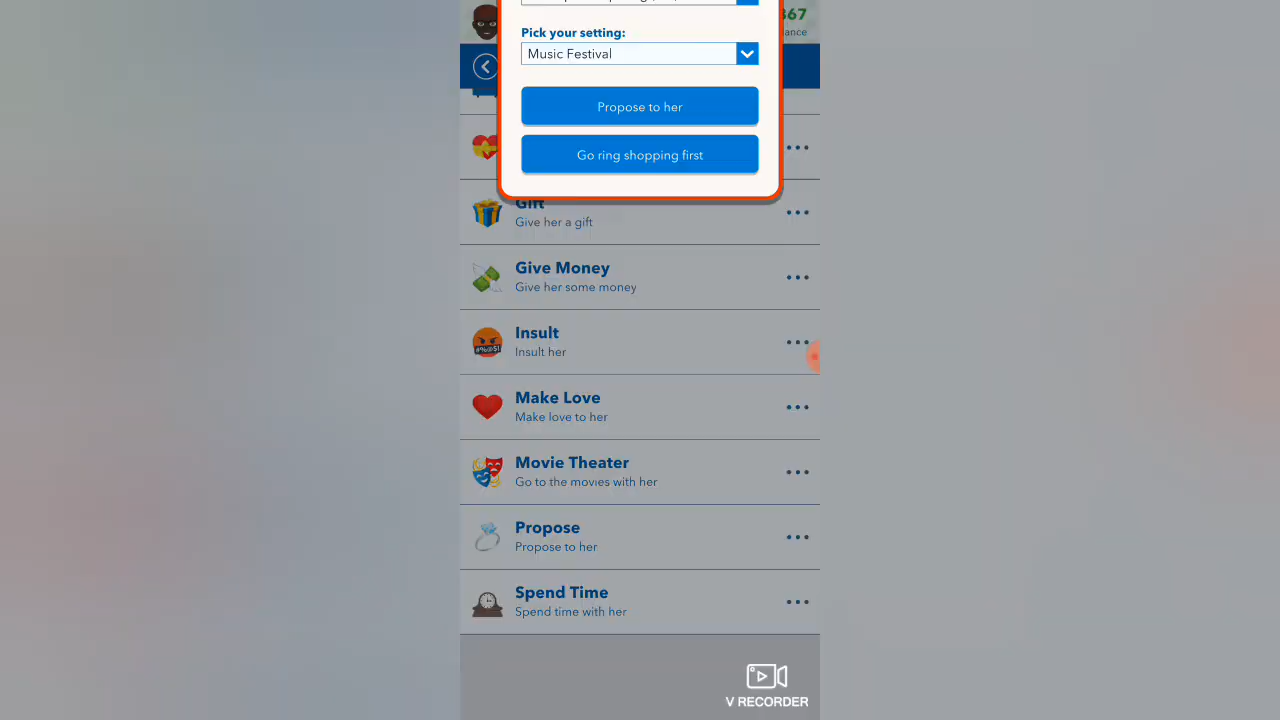 867
Pick your setting:
Music Festival
Propose to her
Go ring shopping first
Gift
Give her a gift
Give Money
Give her some money
Insult
Insult her
Make Love
Make love to her
Movie Theater
Go to the movies with her
Propose
Propose to her
Spend Time
Spend time with her
V RECORDER